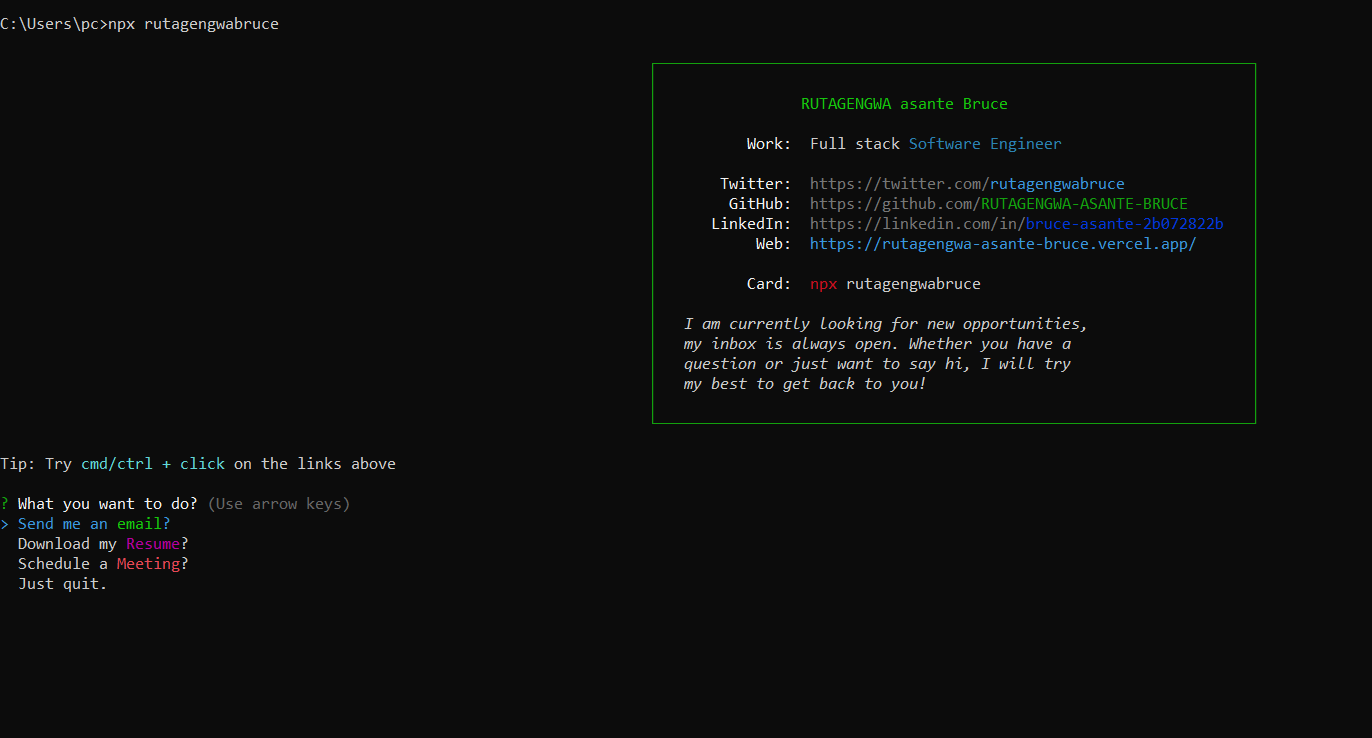 C:\Users\pc>npx rutagengwabruce
RUTAGENGWA asante Bruce
Work: Full stack Software Engineer
Twitter: https://twitter.com/rutagengwabruce
GitHub: https://github.com/RUTAGENGWA-ASANTE-BRUCE
LinkedIn: https://linkedin.com/in/bruce-asante-2b072822b
Web: https://rutagengwa-asante-bruce.vercel.app/
Card: npx rutagengwabruce
I am currently looking for new opportunities,
my inbox is always open. Whether you have a
question or just want to say hi, I will try
my best to get back to you!
Tip: Try cmd/ctrl + click on the links above
? What you want to do? (Use arrow keys)
> Send me an email?
Download my Resume?
Schedule a Meeting?
Just quit.